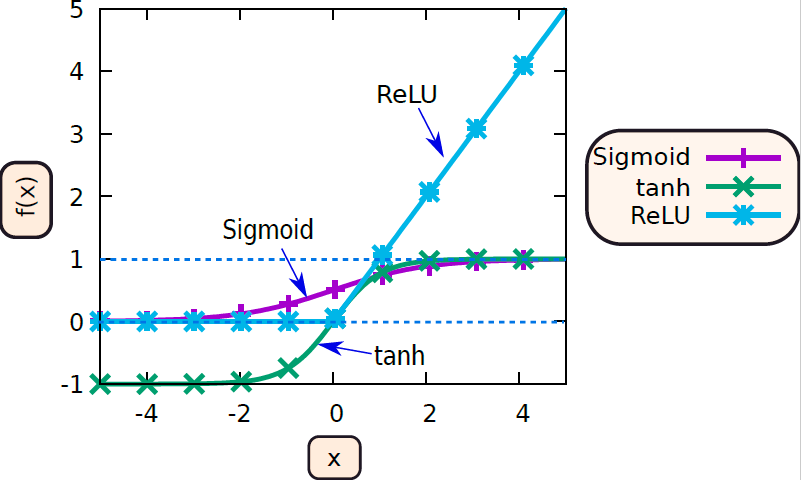 5
4
3
2
1
0
-1
f(x)
ReLU
Sigmoid
tanh
-4 -2 0 2 4
x
Sigmoid
tanh
ReLU